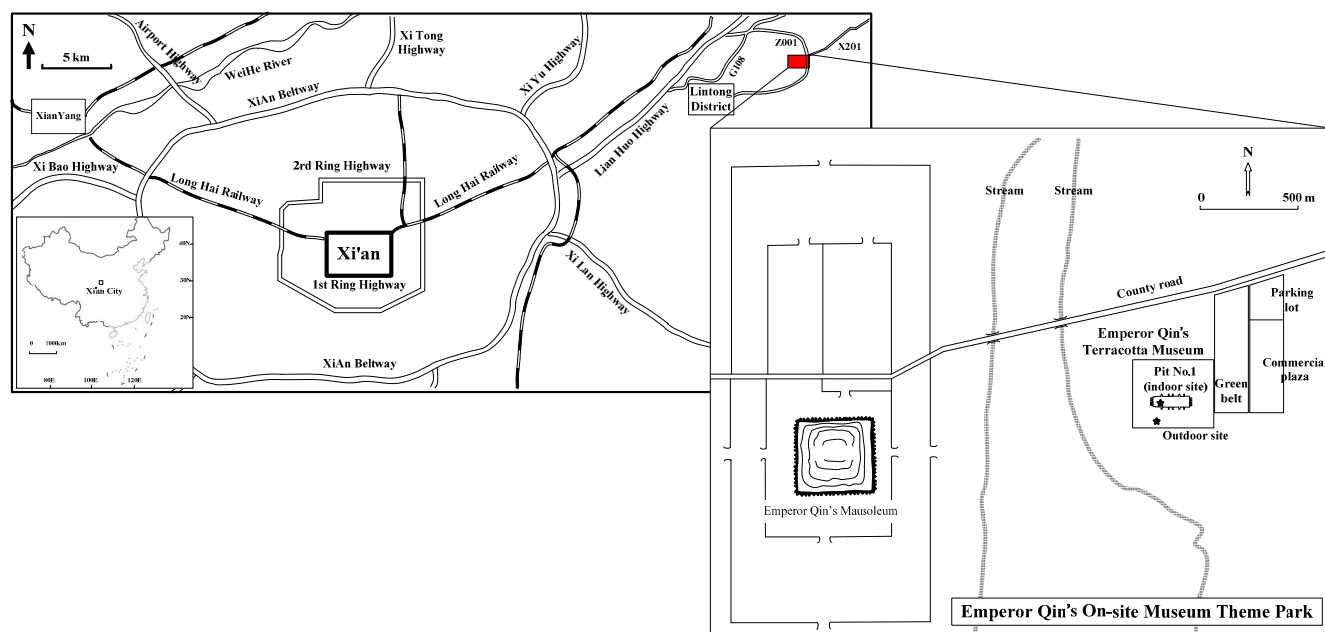 N
5 km
Airport Highway
WeiHe River
XianYang
XiAn Beltway
Xi Tong
Highway
Xi Yu Highway
Z001
X201
G108
Lintong
District
Lian Huo Highway
Xi Bao Highway
Long Hai Railway
2rd Ring Highway
Long Hai Railway
Xi'an
1st Ring Highway
Xi Lan Highway
XiAn Beltway
40N
30N
20N
Xi'an City
0 1000km
80E 100E 120E
N
0 500 m
Stream
Stream
County road
Parking
lot
Emperor Qin's
Terracotta Museum
Commercial
plaza
Pit No.1
(indoor site)
Green
belt
Outdoor site
Emperor Qin's Mausoleum
Emperor Qin's On-site Museum Theme Park